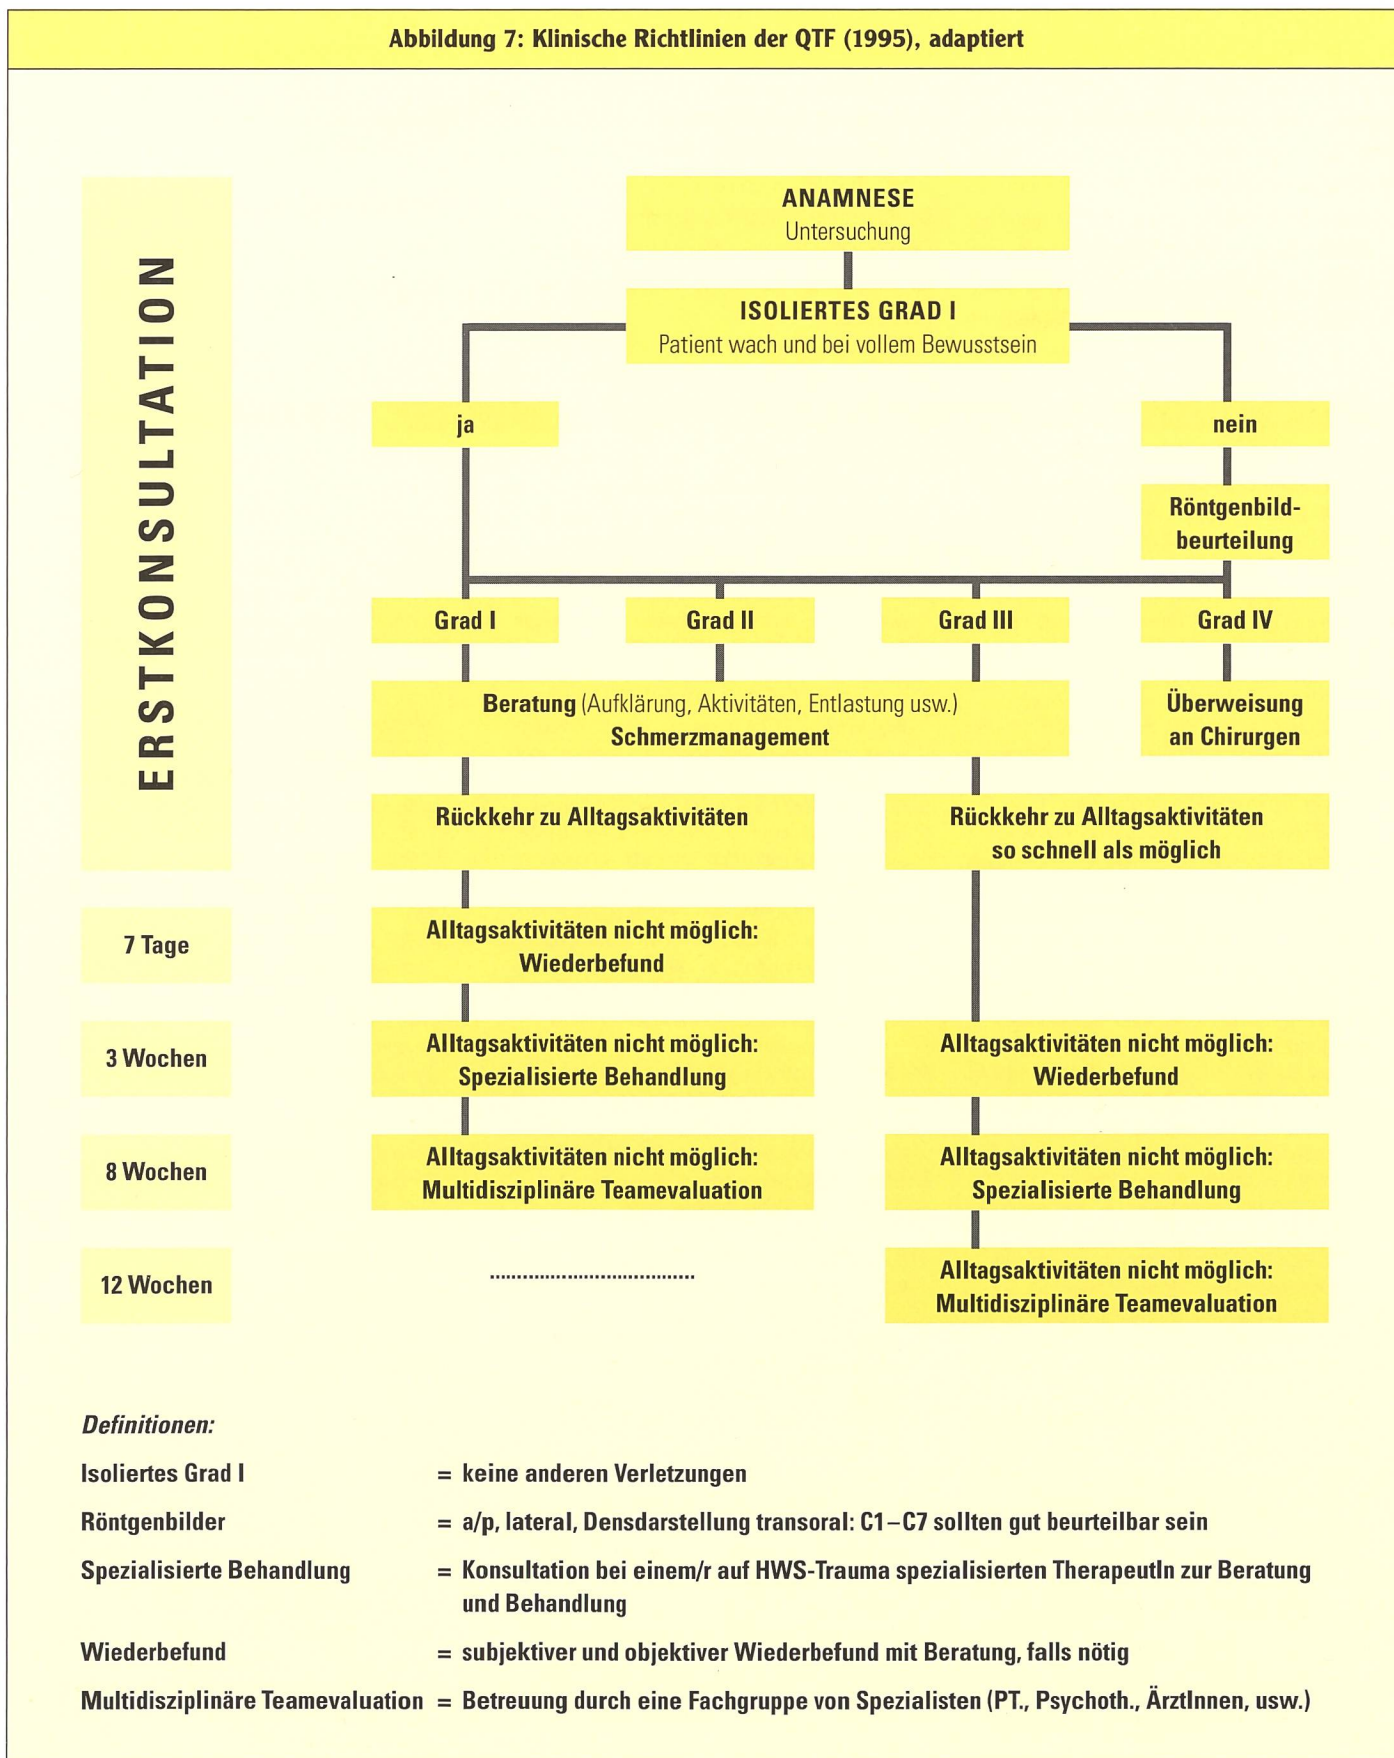 Abbildung 7: Klinische Richtlinien der QTF (1995), adaptiert
ERSTKONSULTATION
ANAMNESE
Untersuchung
ISOLIERTES GRAD I
Patient wach und bei vollem Bewusstsein
ja
nein
Röntgenbild-
beurteilung
Grad I
Grad II
Grad III
Grad IV
Beratung (Aufklärung, Aktivitäten, Entlastung usw.)
Schmerzmanagement
Überweisung
an Chirurgen
Rückkehr zu Alltagsaktivitäten
Rückkehr zu Alltagsaktivitäten
so schnell als möglich
7 Tage
Alltagsaktivitäten nicht möglich:
Wiederbefund
3 Wochen
Alltagsaktivitäten nicht möglich:
Spezialisierte Behandlung
Alltagsaktivitäten nicht möglich:
Wiederbefund
8 Wochen
Alltagsaktivitäten nicht möglich:
Multidisziplinäre Teamevaluation
Alltagsaktivitäten nicht möglich:
Spezialisierte Behandlung
12 Wochen
.....................................
Alltagsaktivitäten nicht möglich:
Multidisziplinäre Teamevaluation
Definitionen:
Isoliertes Grad I = keine anderen Verletzungen
Röntgenbilder = a/p, lateral, Densdarstellung transoral: C1–C7 sollten gut beurteilbar sein
Spezialisierte Behandlung = Konsultation bei einem/r auf HWS-Trauma spezialisierten TherapeutIn zur Beratung
und Behandlung
Wiederbefund = subjektiver und objektiver Wiederbefund mit Beratung, falls nötig
Multidisziplinäre Teamevaluation = Betreuung durch eine Fachgruppe von Spezialisten (PT., Psychoth., ÄrztInnen, usw.)